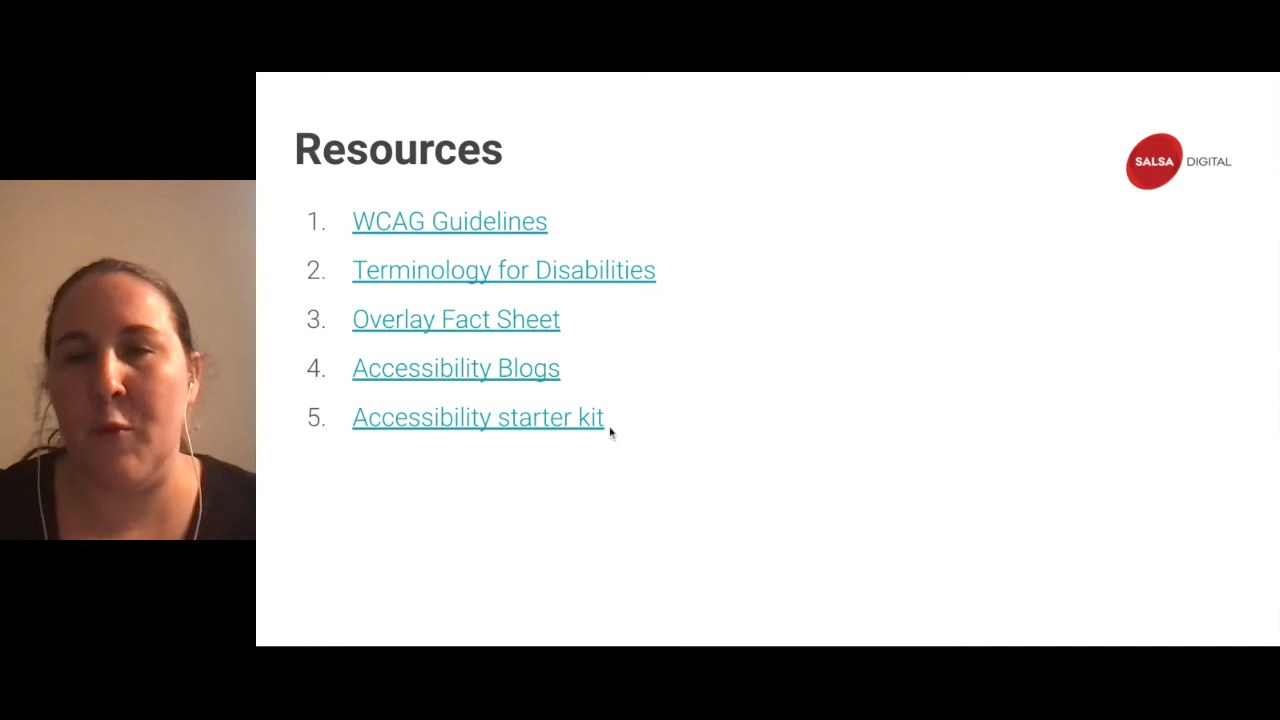 Resources
SALSA DIGITAL
1. WCAG Guidelines
2. Terminology for Disabilities
3. Overlay Fact Sheet
4. Accessibility Blogs
5. Accessibility starter kit